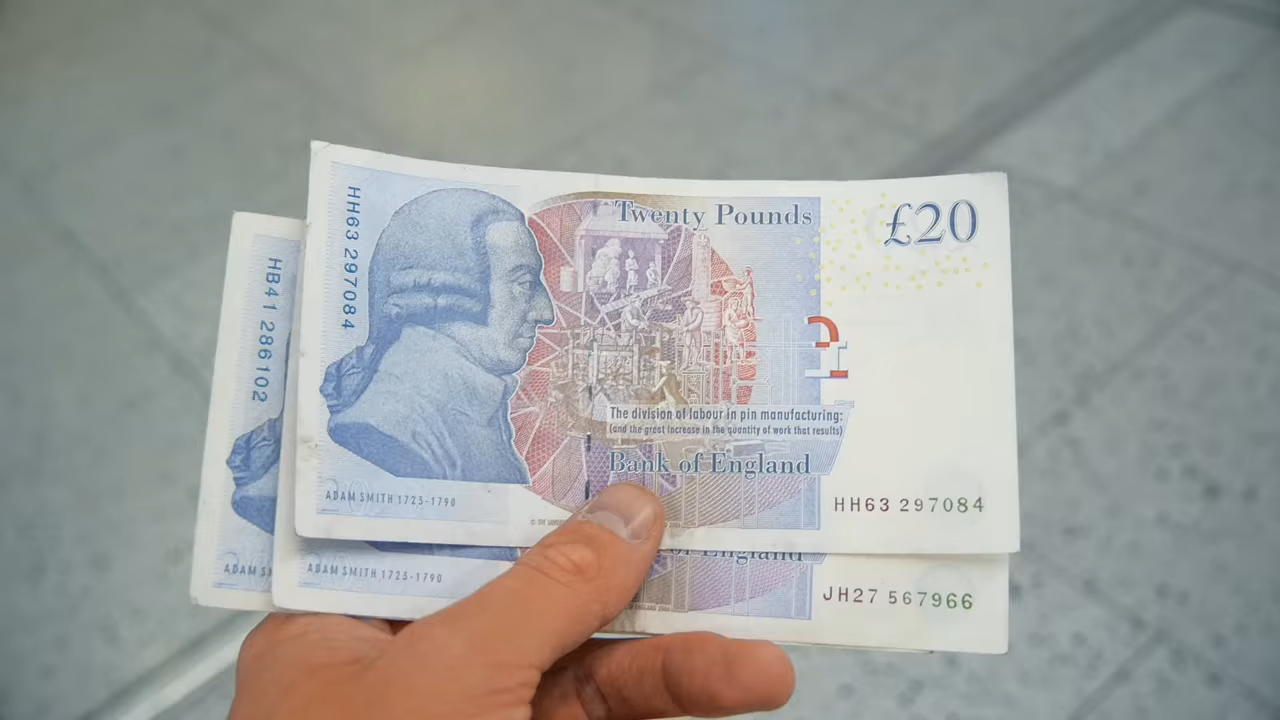 HH63 297084
Twenty Pounds
£20
The division of labour in pin manufacturing:
(and the great increase in the quantity of work that results)
Bank of England
ADAM SMITH 1723-1790
HH63 297084
HB41 286102
ADAM S
of England
ADAM SMITH 1723-1790
JH27 567966